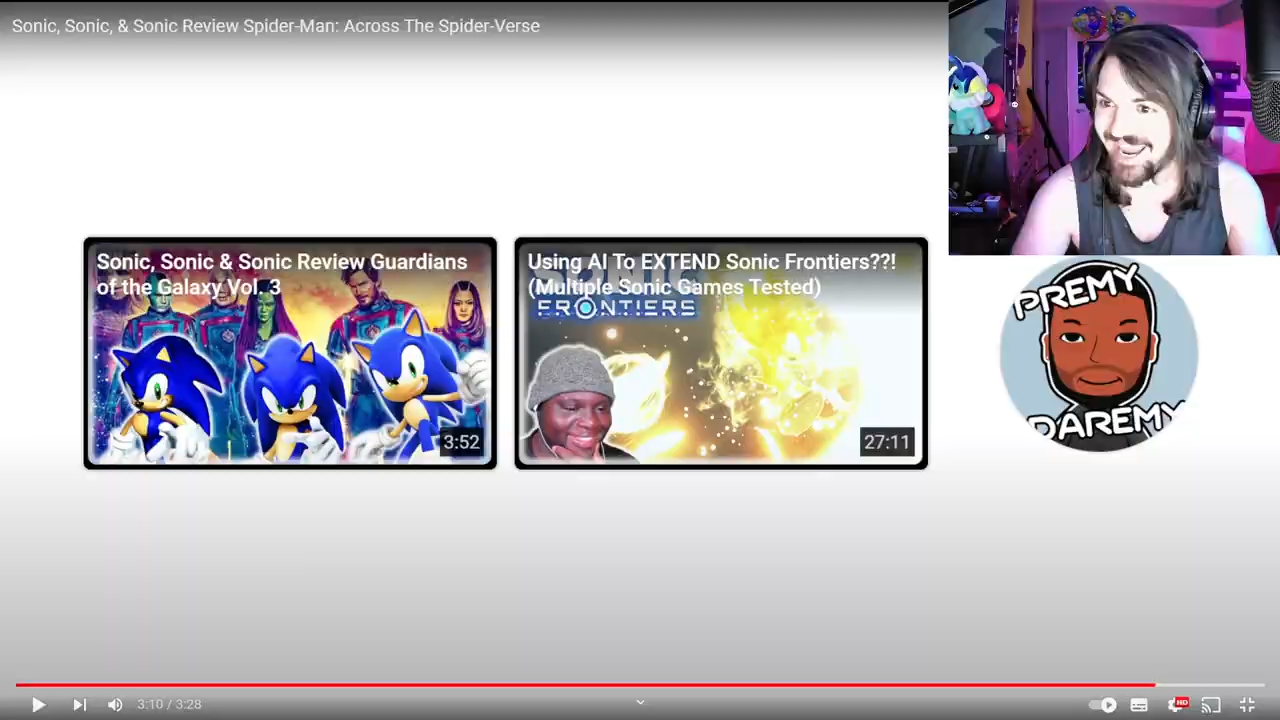 Sonic, Sonic, & Sonic Review Spider-Man: Across The Spider-Verse
Sonic, Sonic & Sonic Review Guardians
of the Galaxy Vol. 3
3:52
Using AI To EXTEND Sonic Frontiers??!
(Multiple Sonic Games Tested)
FRONTIERS
27:11
PREMY
DAREMY
3:10 / 3:28
HD